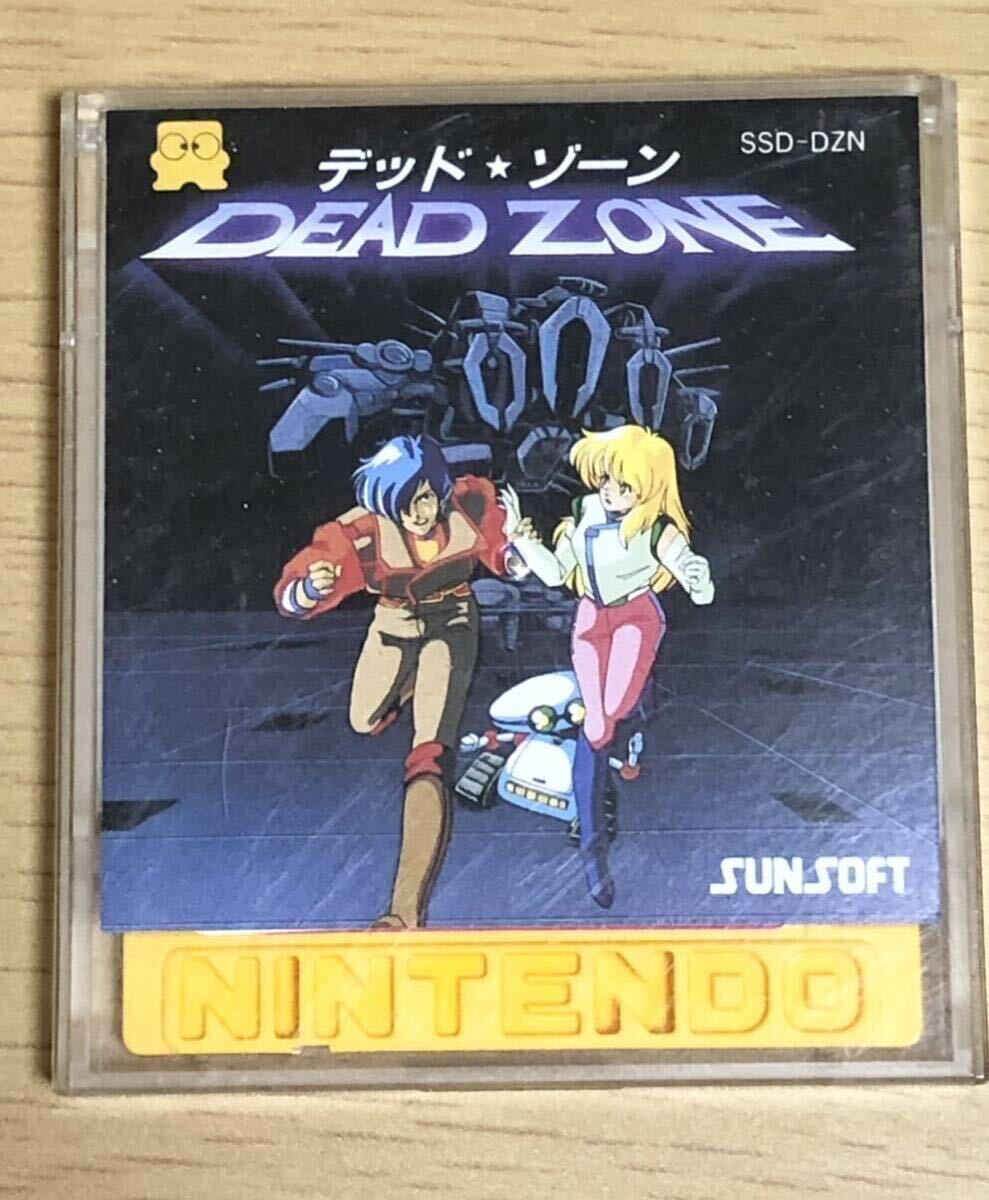 SSD-DZN
デッド★ゾーン
DEAD ZONE
SUNSOFT
NINTENDO